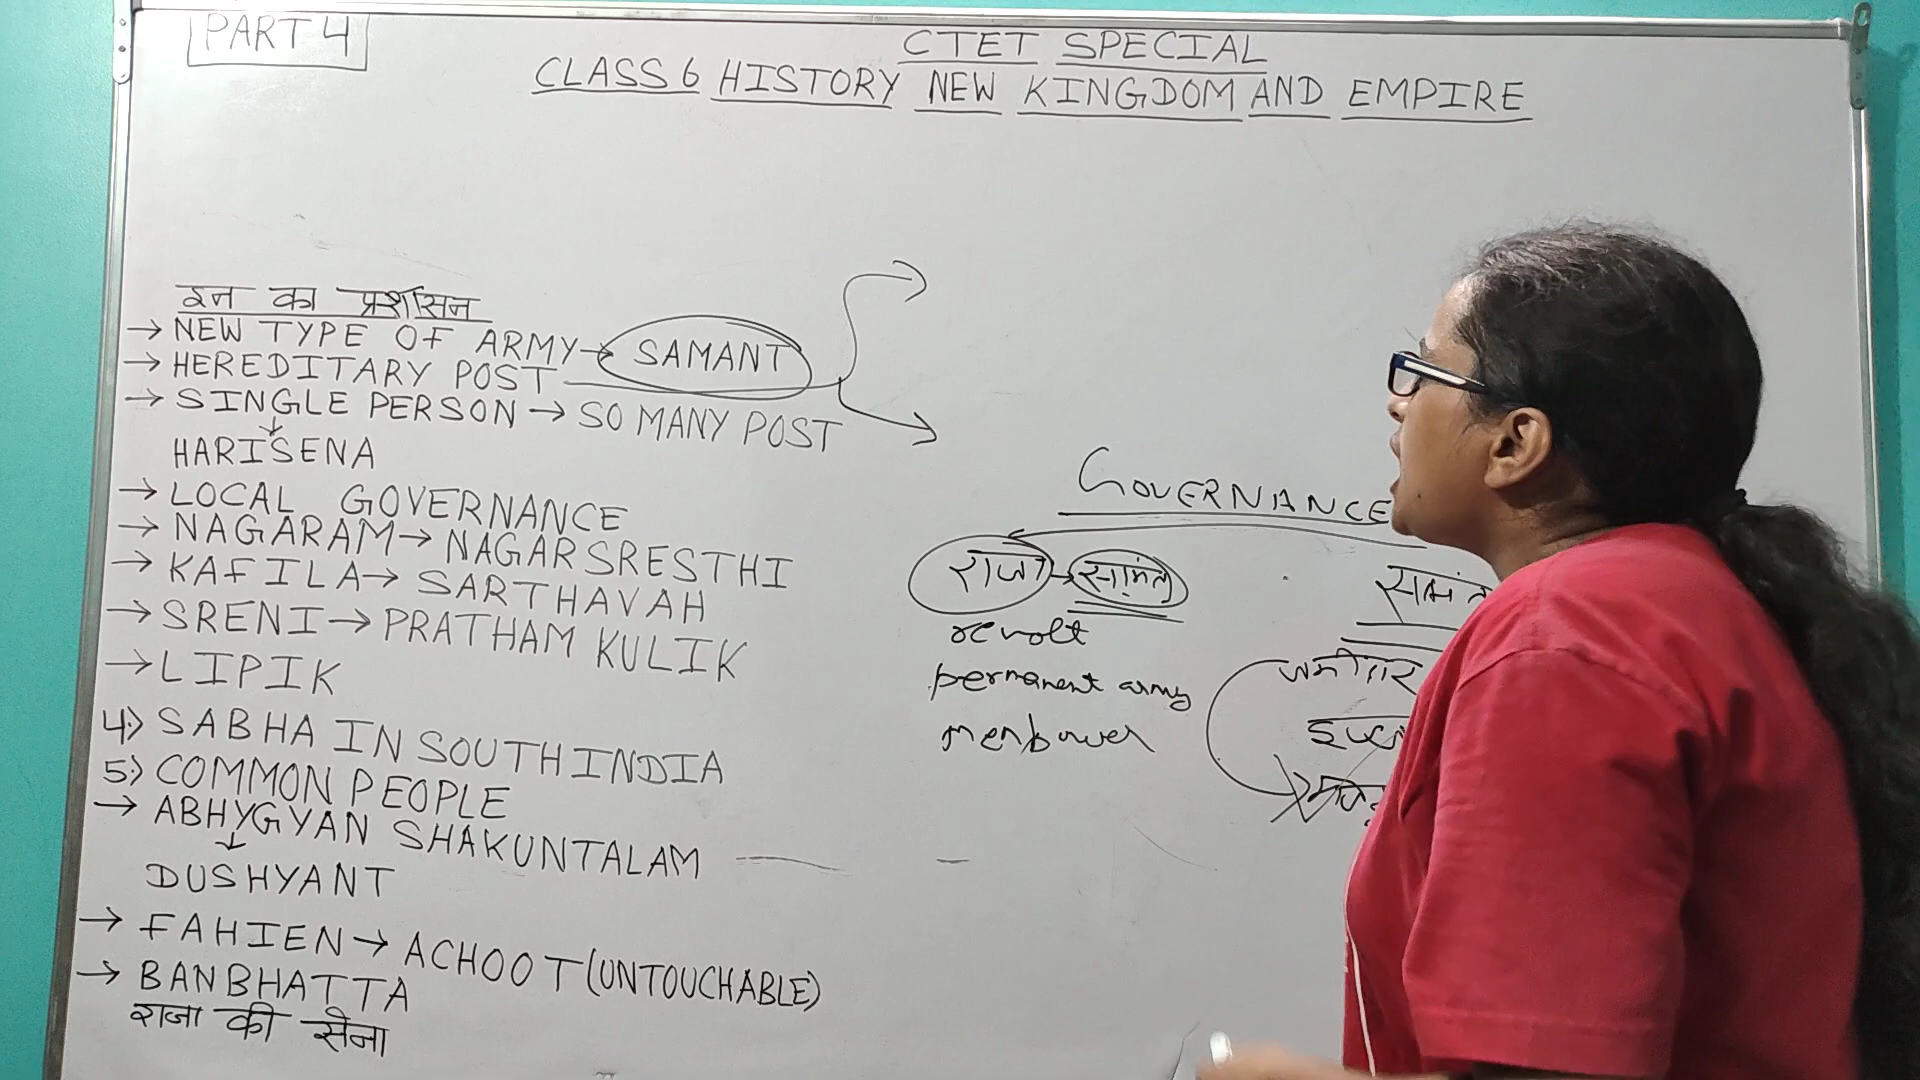 PART 4
CTET SPECIAL
CLASS 6 HISTORY NEW KINGDOM AND EMPIRE
इन का प्रशासन
→ NEW TYPE OF ARMY → SAMANT
→ HEREDITARY POST
→ SINGLE PERSON → SO MANY POST
↓
HARISENA
→ LOCAL GOVERNANCE
→ NAGARAM → NAGARSRESTHI
→ KAFILA → SARTHAVAH
→ SRENI → PRATHAM KULIK
→ LIPIK
4:) SABHA IN SOUTH INDIA
5:) COMMON PEOPLE
→ ABHYGYAN SHAKUNTALAM
↓
DUSHYANT
→ FAHIEN → ACHOOT (UNTOUCHABLE)
→ BANBHATTA
राजा की सेना
GOVERNANCE
राजा → सामंत
revolt
permanent army
menpower
जमीदार